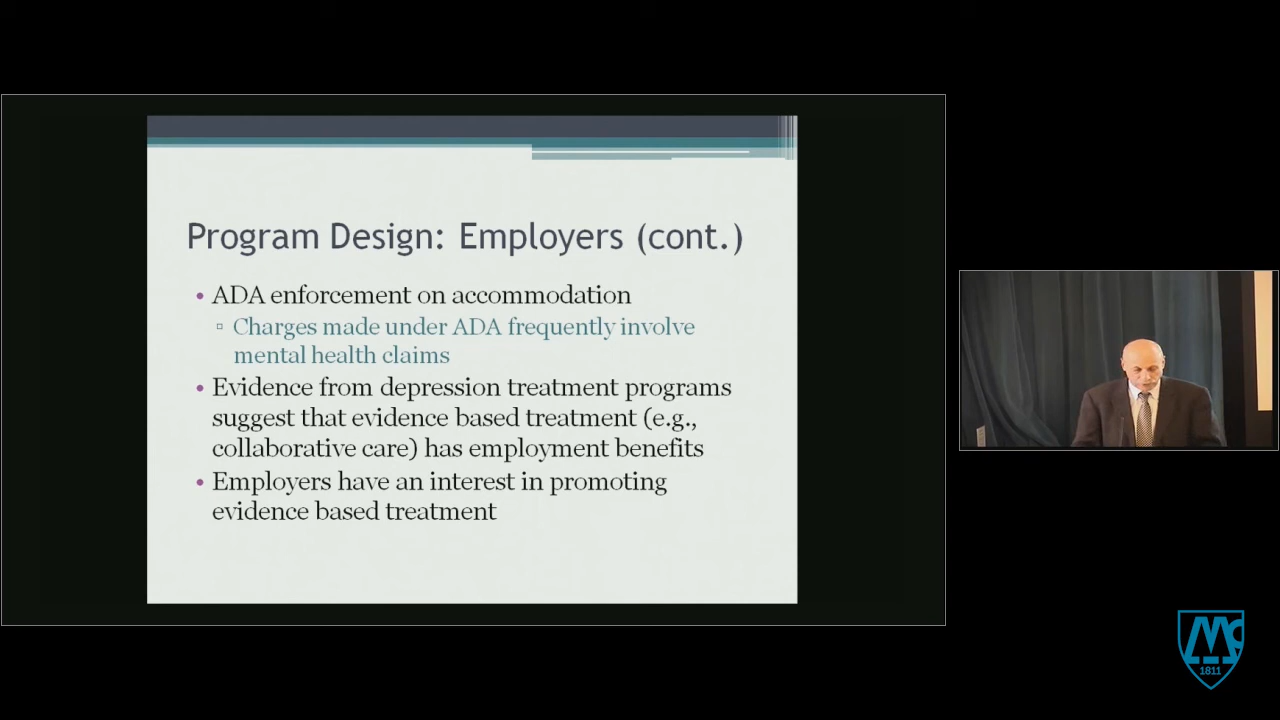 Program Design: Employers (cont.)
• ADA enforcement on accommodation
▫ Charges made under ADA frequently involve
mental health claims
• Evidence from depression treatment programs
suggest that evidence based treatment (e.g.,
collaborative care) has employment benefits
• Employers have an interest in promoting
evidence based treatment
Mc
1811